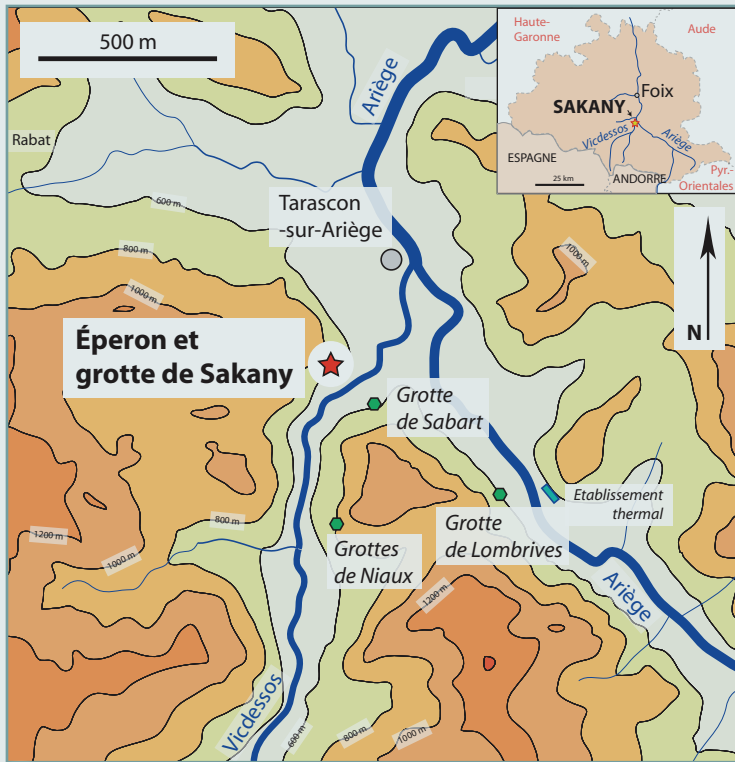 500 m
Haute-
Garonne
Aude
Foix
SAKANY
Vicdessos
Ariège
ESPAGNE
ANDORRE
25 km
Pyr.-
Orientales
Ariège
Rabat
600 m
Tarascon
-sur-Ariège
800 m
1000 m
1000 m
N
Éperon et
grotte de Sakany
Grotte
de Sabart
Etablissement
thermal
Grotte
de Lombrives
Grottes
de Niaux
800 m
1200 m
1000 m
1200 m
Ariège
Vicdessos
600 m
800 m
1000 m